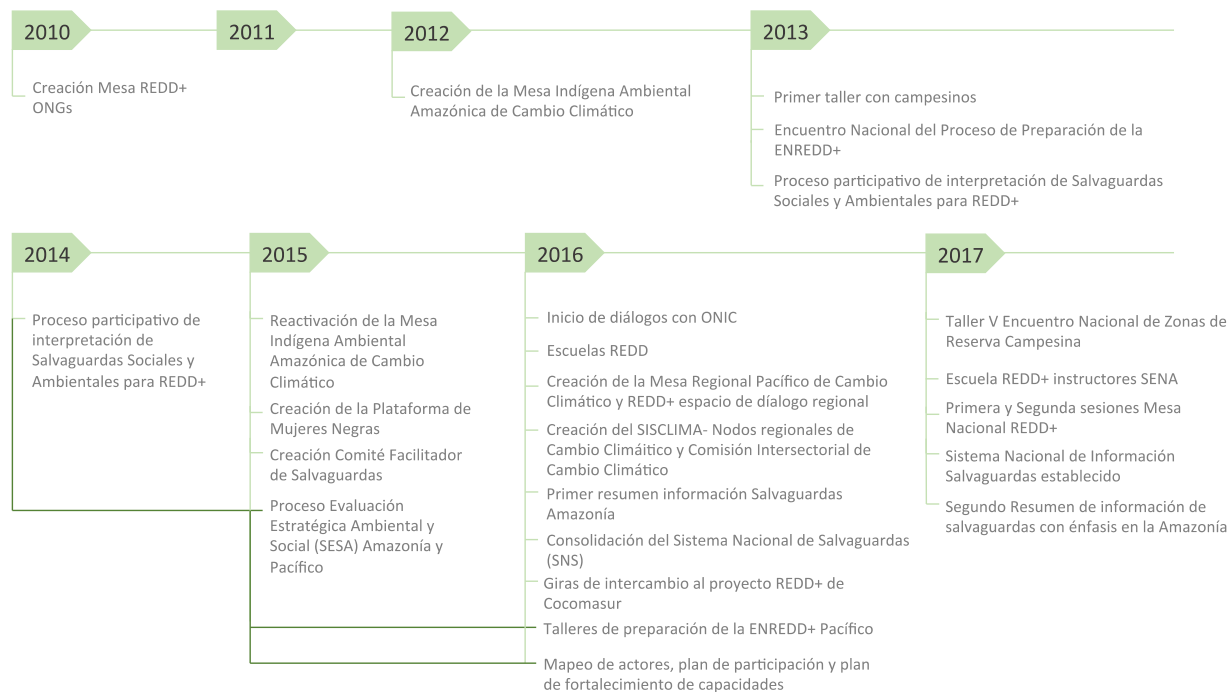 2010
Creación Mesa REDD+
ONGs
2011
2012
Creación de la Mesa Indígena Ambiental
Amazónica de Cambio Climático
2013
Primer taller con campesinos
Encuentro Nacional del Proceso de Preparación de la
ENREDD+
Proceso participativo de interpretación de Salvaguardas
Sociales y Ambientales para REDD+
2014
Proceso participativo de
interpretación de
Salvaguardas Sociales y
Ambientales para REDD+
2015
Reactivación de la Mesa
Indígena Ambiental
Amazónica de Cambio
Climático
Creación de la Plataforma de
Mujeres Negras
Creación Comité Facilitador
de Salvaguardas
Proceso Evaluación
Estratégica Ambiental y
Social (SESA) Amazonía y
Pacífico
2016
Inicio de diálogos con ONIC
Escuelas REDD
Creación de la Mesa Regional Pacífico de Cambio
Climático y REDD+ espacio de díalogo regional
Creación del SISCLIMA- Nodos regionales de
Cambio Climáitico y Comisión Intersectorial de
Cambio Climático
Primer resumen información Salvaguardas
Amazonía
Consolidación del Sistema Nacional de Salvaguardas
(SNS)
Giras de intercambio al proyecto REDD+ de
Cocomasur
Talleres de preparación de la ENREDD+ Pacífico
Mapeo de actores, plan de participación y plan
de fortalecimiento de capacidades
2017
Taller V Encuentro Nacional de Zonas de
Reserva Campesina
Escuela REDD+ instructores SENA
Primera y Segunda sesiones Mesa
Nacional REDD+
Sistema Nacional de Información
Salvaguardas establecido
Segundo Resumen de información de
salvaguardas con énfasis en la Amazonía